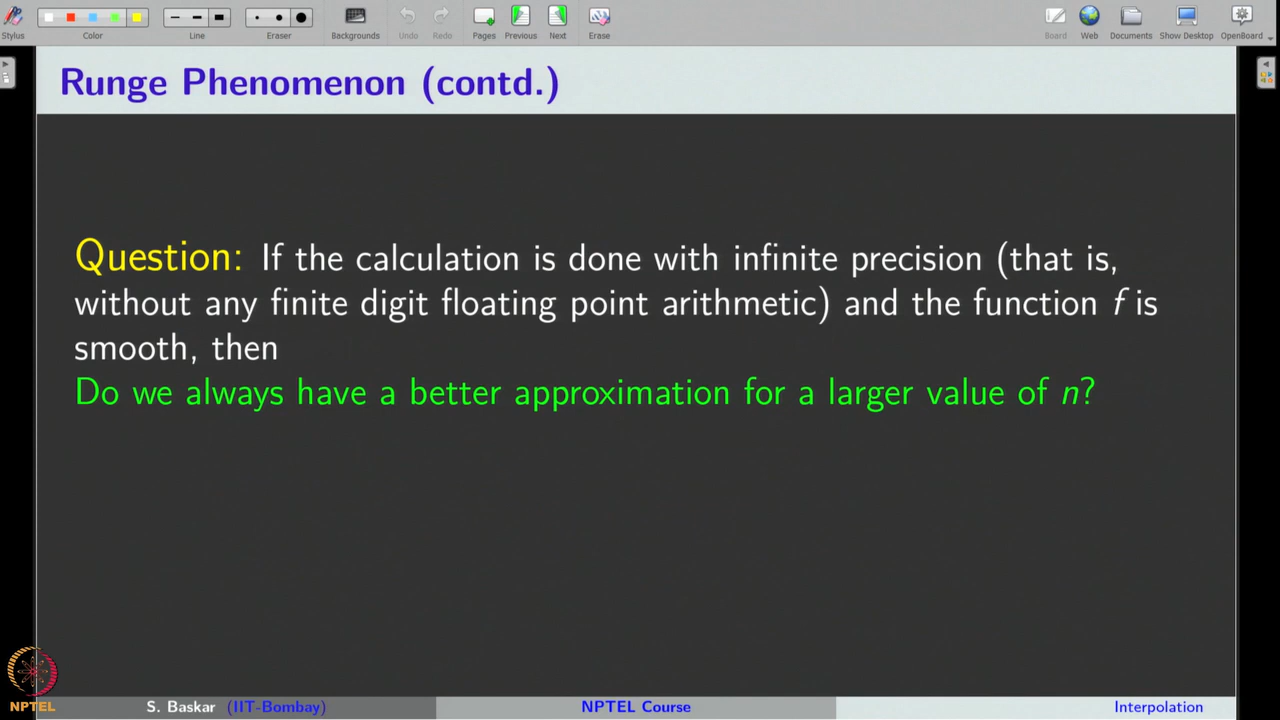 Stylus
Color
Line
Eraser
Backgrounds
Undo
Redo
Pages
Previous
Next
Erase
Board
Web
Documents
Show Desktop
OpenBoard
Runge Phenomenon (contd.)
Question: If the calculation is done with infinite precision (that is,
without any finite digit floating point arithmetic) and the function f is
smooth, then
Do we always have a better approximation for a larger value of n?
NPTEL
S. Baskar (IIT-Bombay)
NPTEL Course
Interpolation